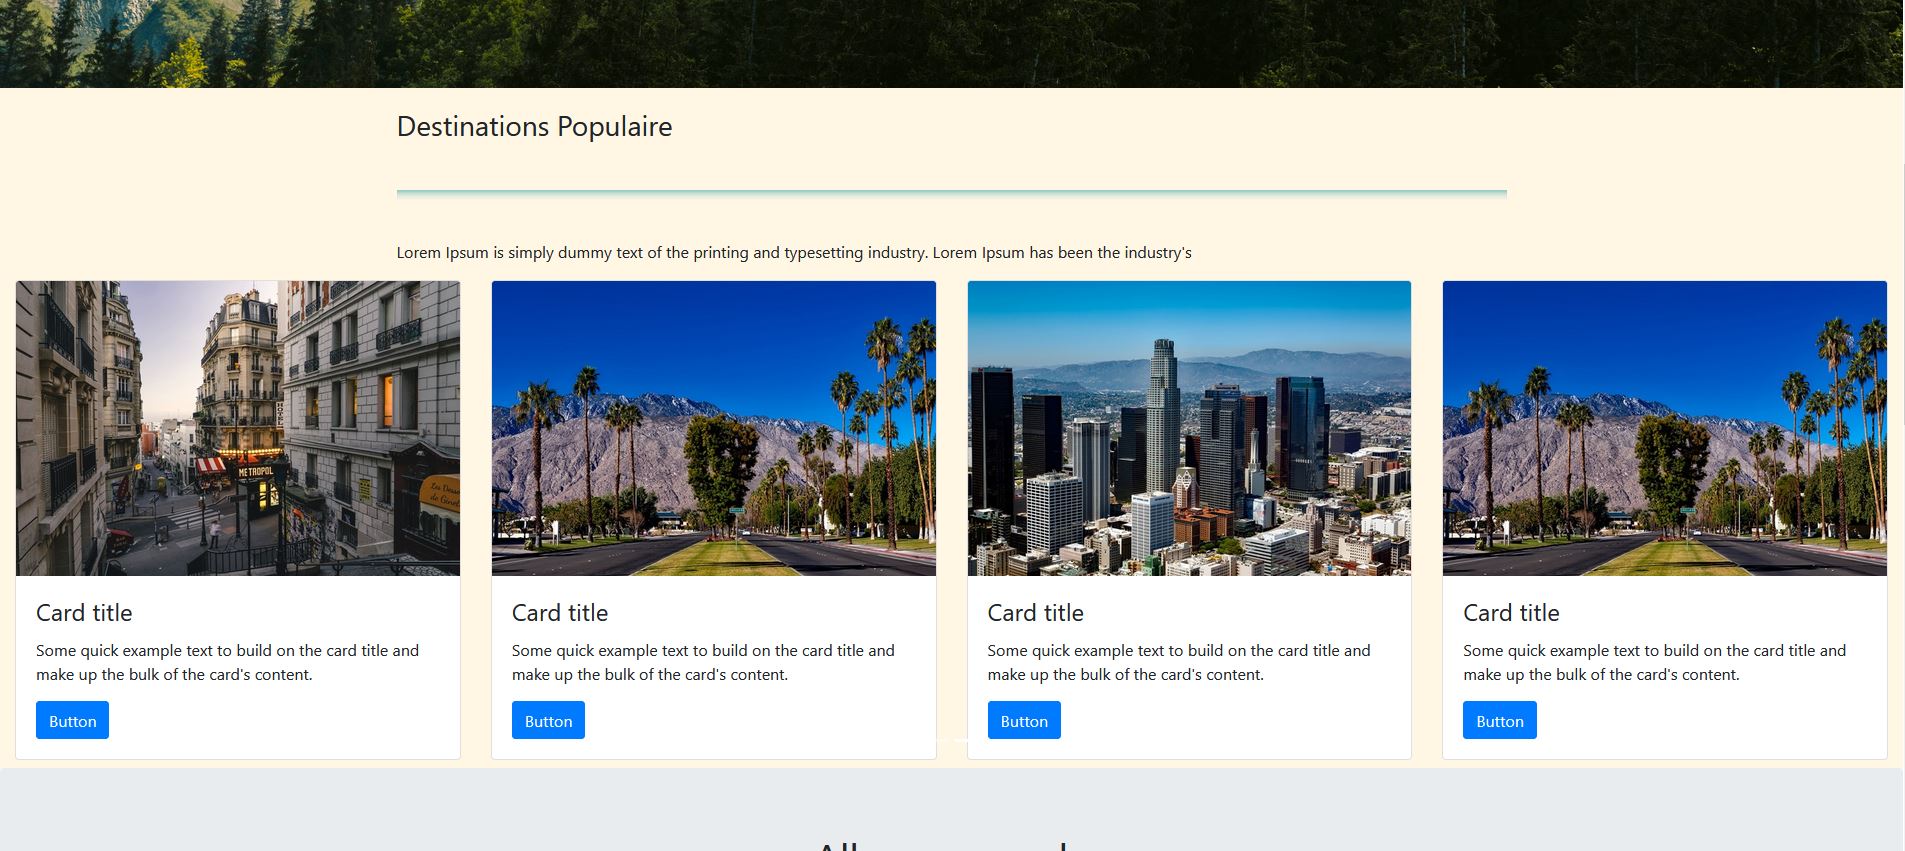 Destinations Populaire
Lorem Ipsum is simply dummy text of the printing and typesetting industry. Lorem Ipsum has been the industry's
METROPOL
Card title
Some quick example text to build on the card title and
make up the bulk of the card's content.
Button
Card title
Some quick example text to build on the card title and
make up the bulk of the card's content.
Button
Card title
Some quick example text to build on the card title and
make up the bulk of the card's content.
Button
Card title
Some quick example text to build on the card title and
make up the bulk of the card's content.
Button